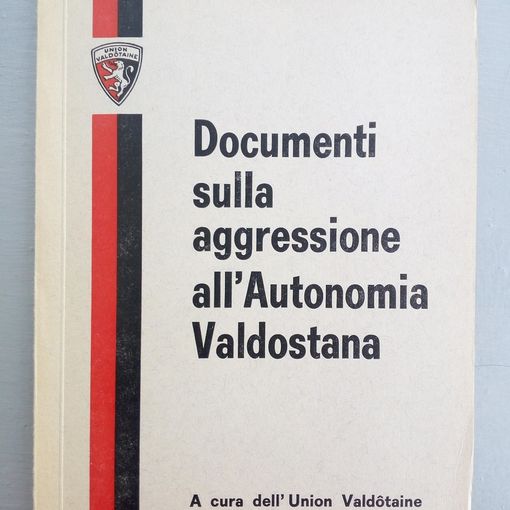 UNION
VALDÔTAINE
Documenti
sulla
aggressione
all'Autonomia
Valdostana
A cura dell'Union Valdôtaine